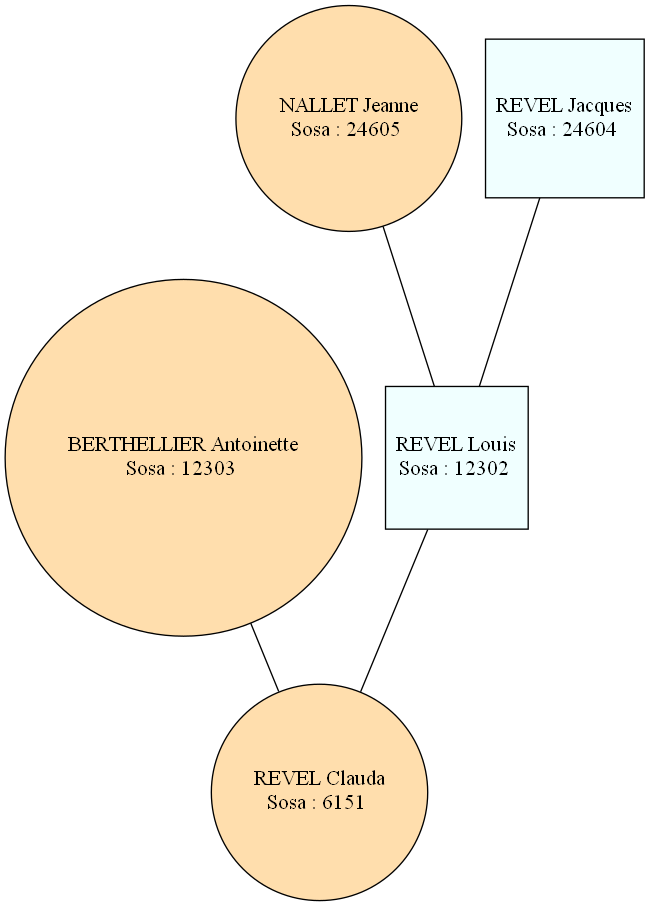 NALLET Jeanne
Sosa : 24605
REVEL Jacques
Sosa : 24604
BERTHELLIER Antoinette
Sosa : 12303
REVEL Louis
Sosa : 12302
REVEL Clauda
Sosa : 6151